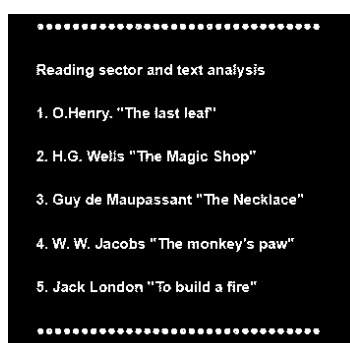 Reading sector and text analysis
1. O.Henry. "The last leaf"
2. H.G. Wells "The Magic Shop"
3. Guy de Maupassant "The Necklace"
4. W. W. Jacobs "The monkey's paw"
5. Jack London "To build a fire"